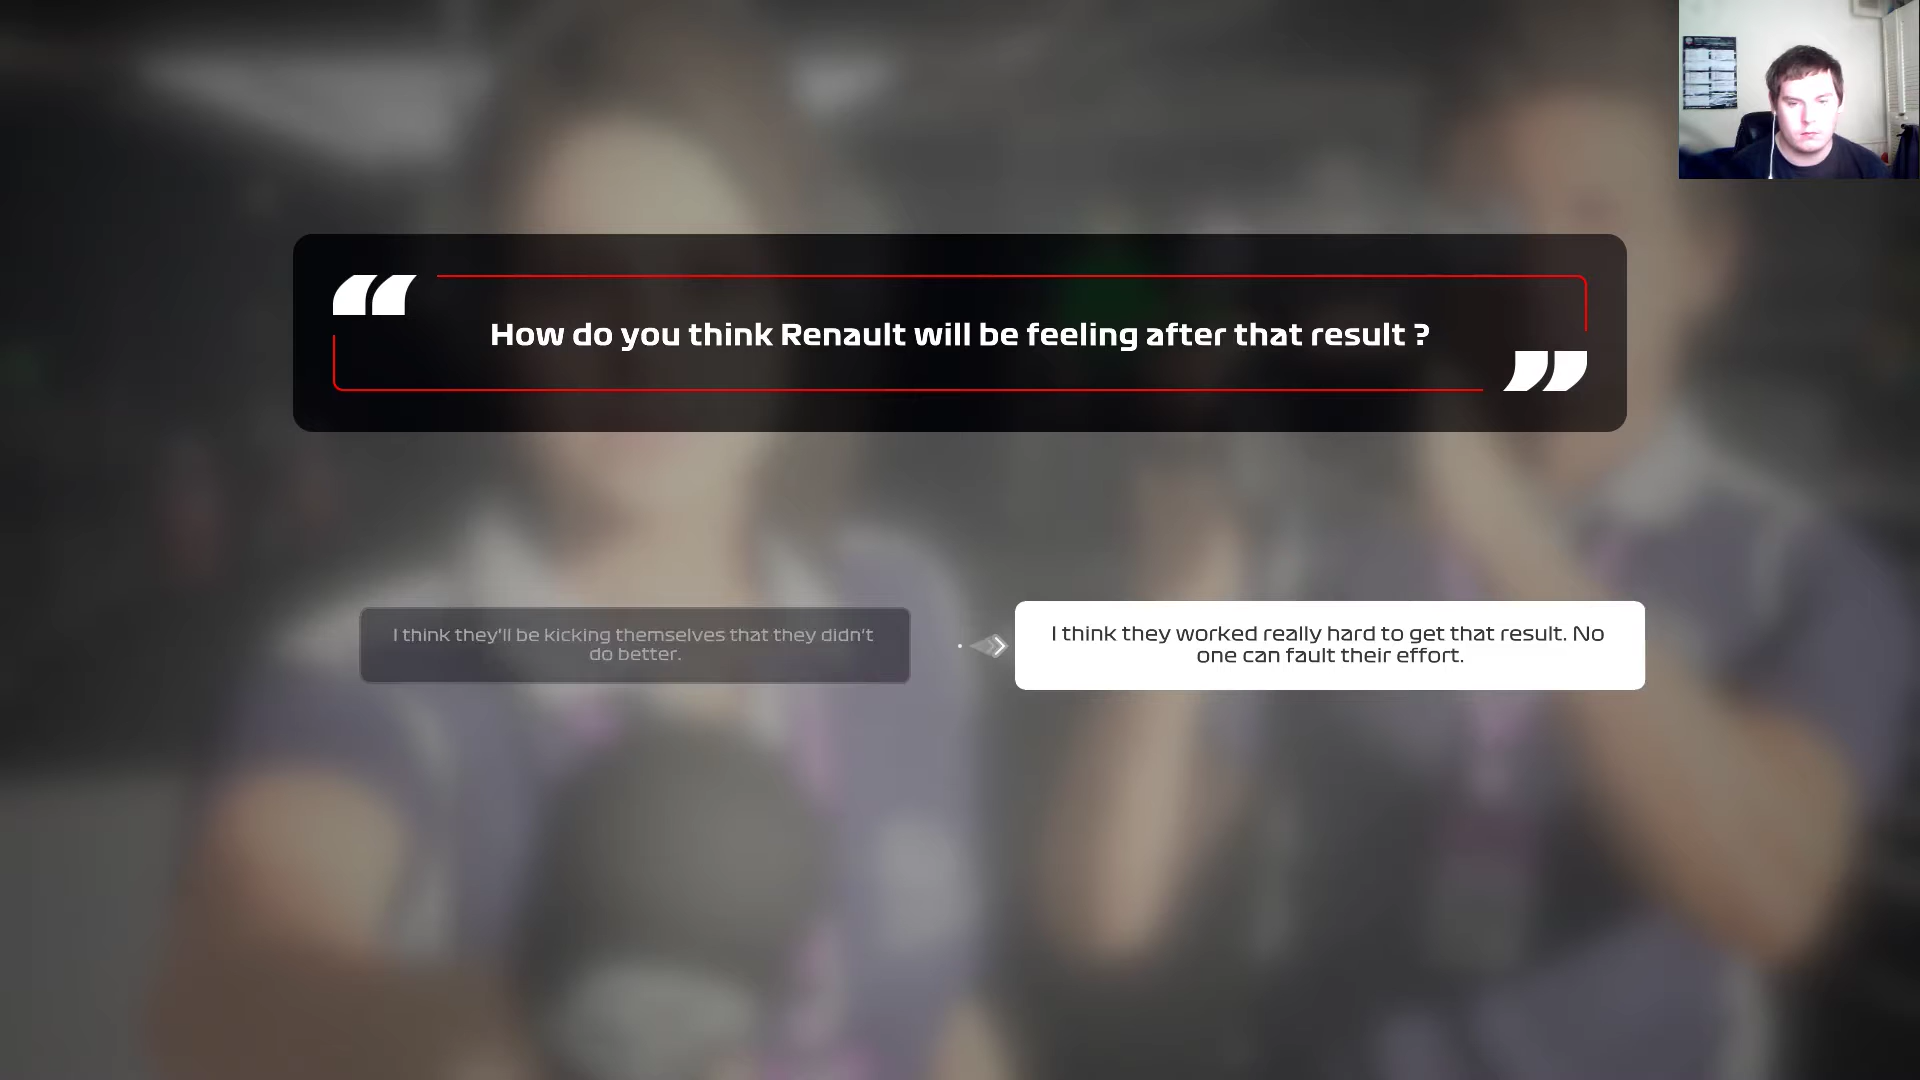 How do you think Renault will be feeling after that result ?
I think they'll be kicking themselves that they didn't
do better.
I think they worked really hard to get that result. No
one can fault their effort.